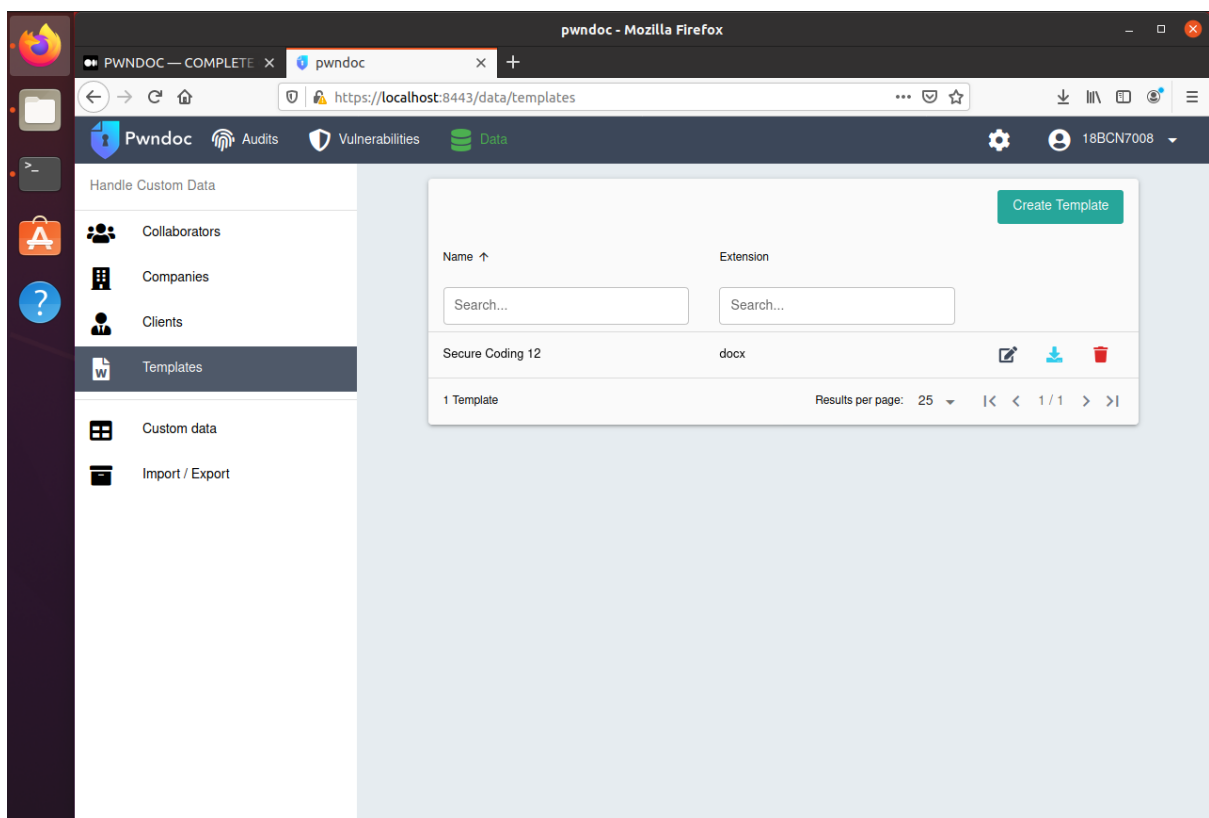 pwndoc - Mozilla Firefox
PWNDOC — COMPLETE
pwndoc
https://localhost:8443/data/templates
Pwndoc Audits Vulnerabilities Data 18BCN7008
Handle Custom Data
Collaborators
Companies
Clients
Templates
Custom data
Import / Export
Create Template
Name Extension
Search... Search...
Secure Coding 12 docx
1 Template Results per page: 25 1 / 1